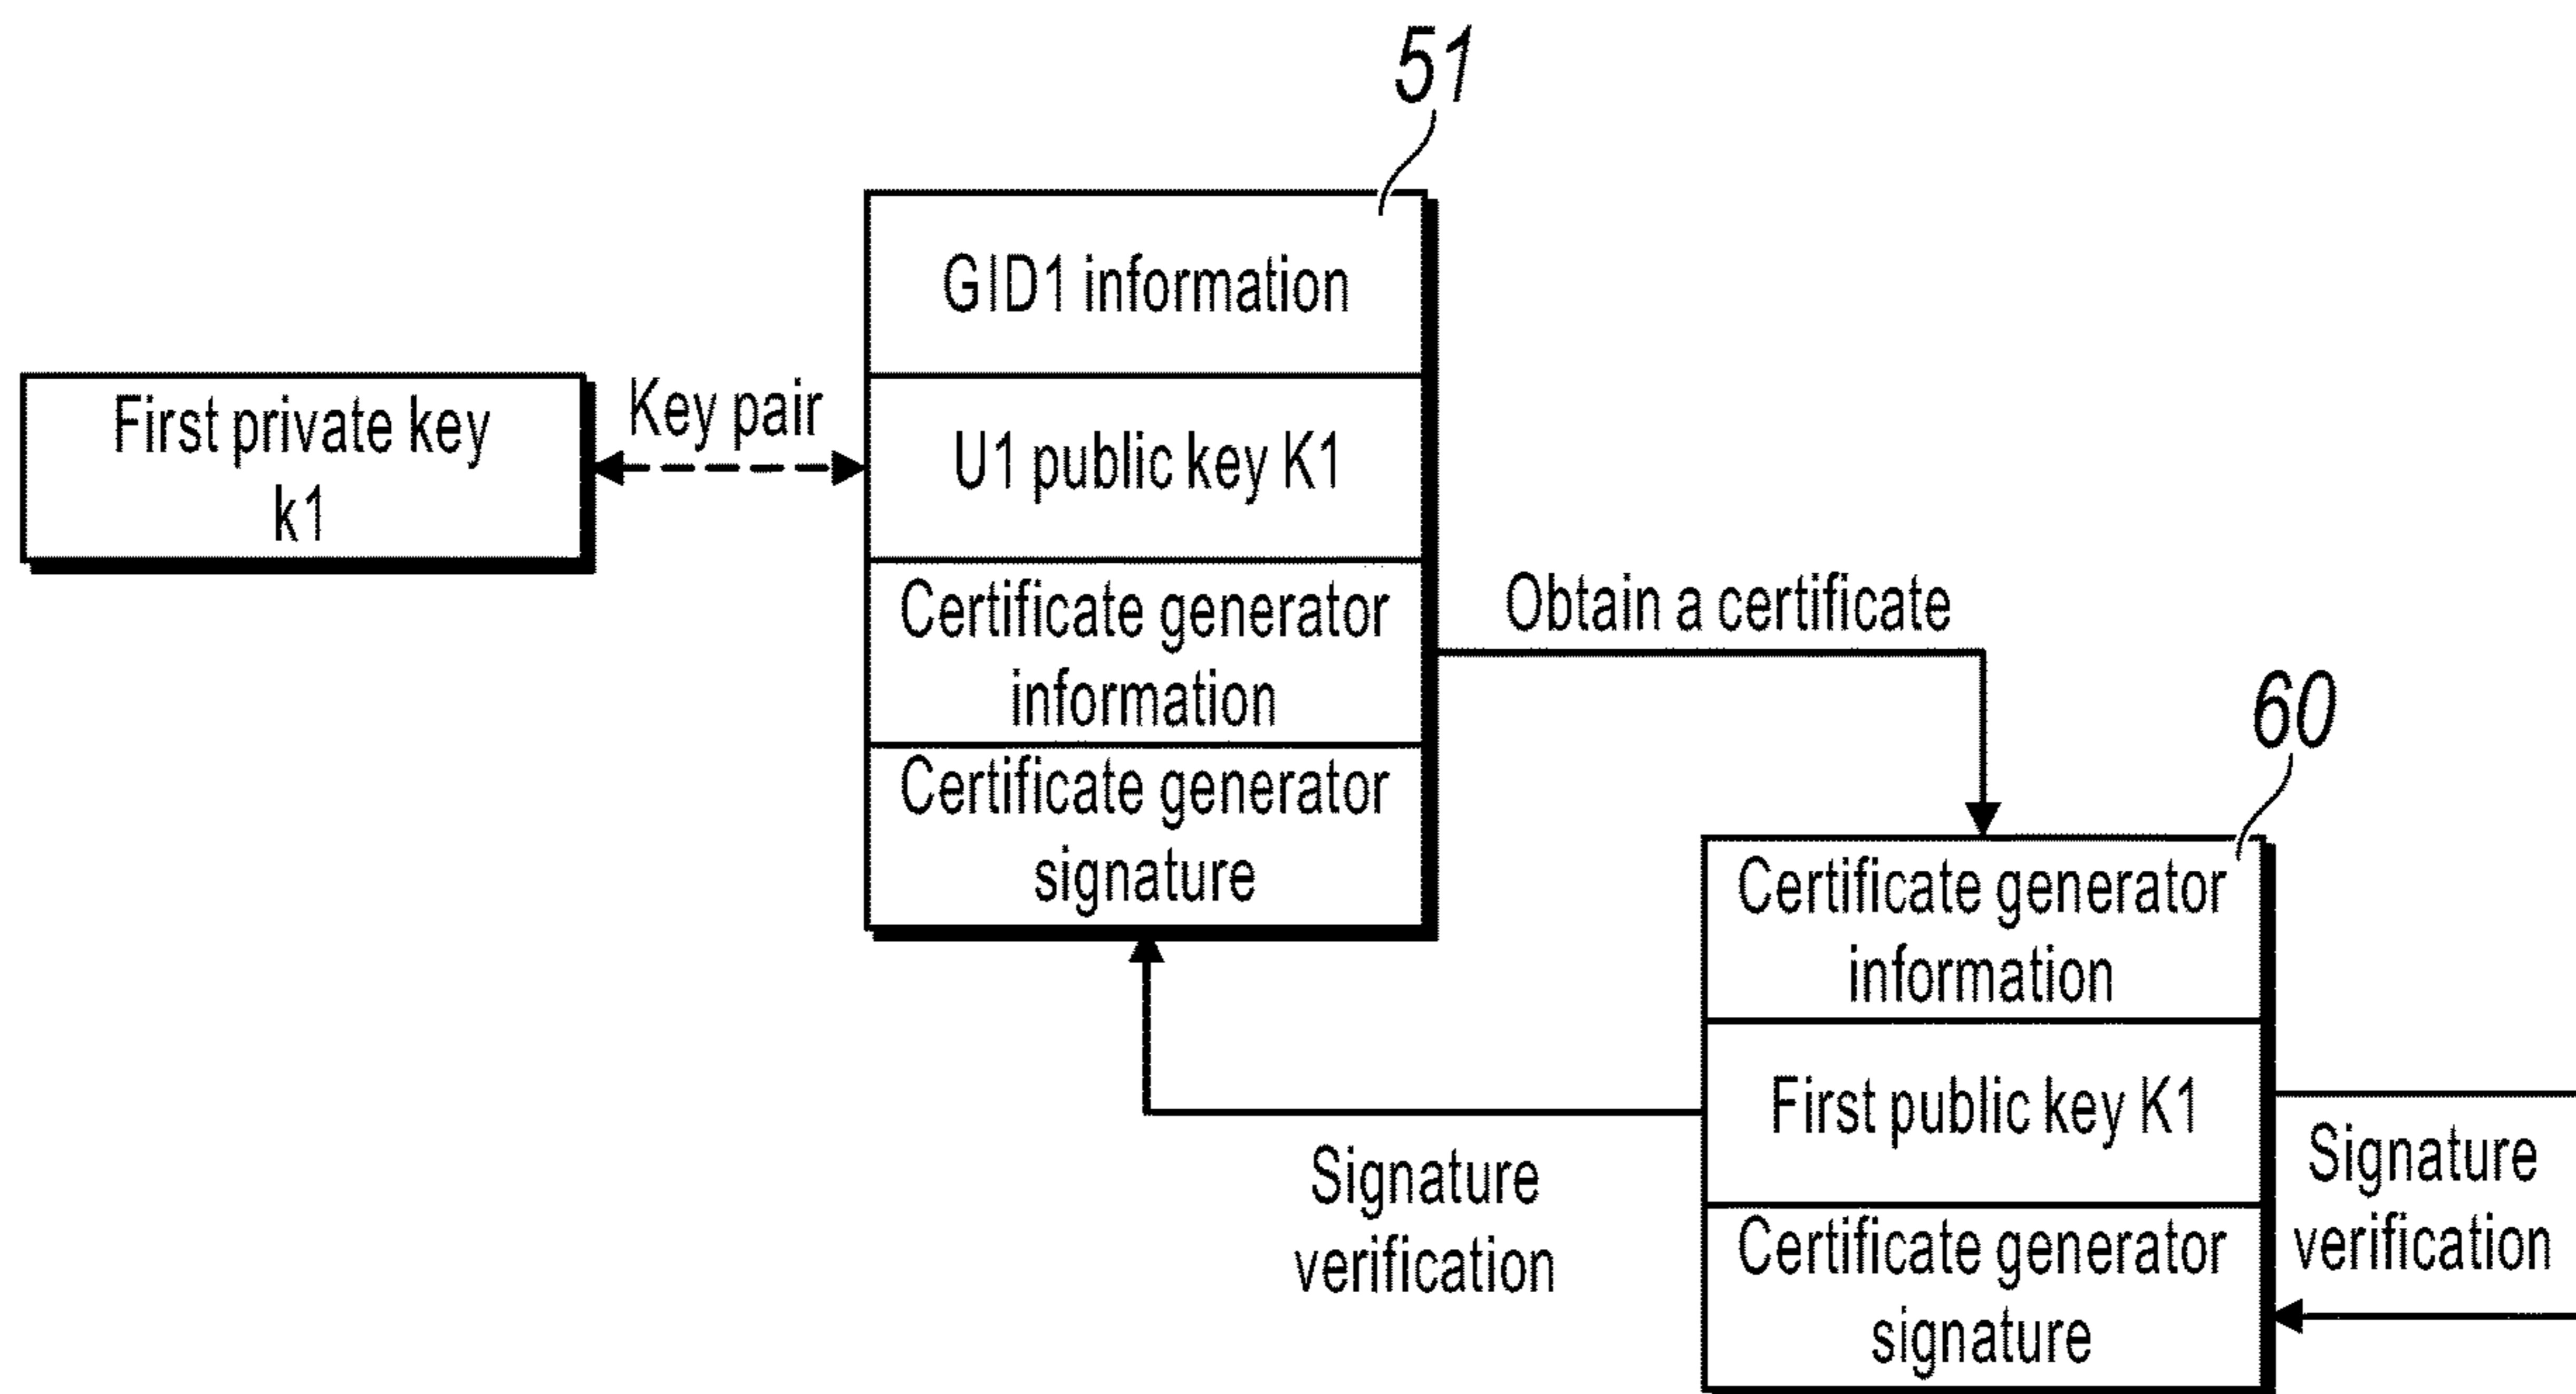 51
GID1 information
First private key
k1
Key pair
U1 public key K1
Certificate generator
information
Certificate generator
signature
Obtain a certificate
60
Certificate generator
information
First public key K1
Certificate generator
signature
Signature
verification
Signature
verification